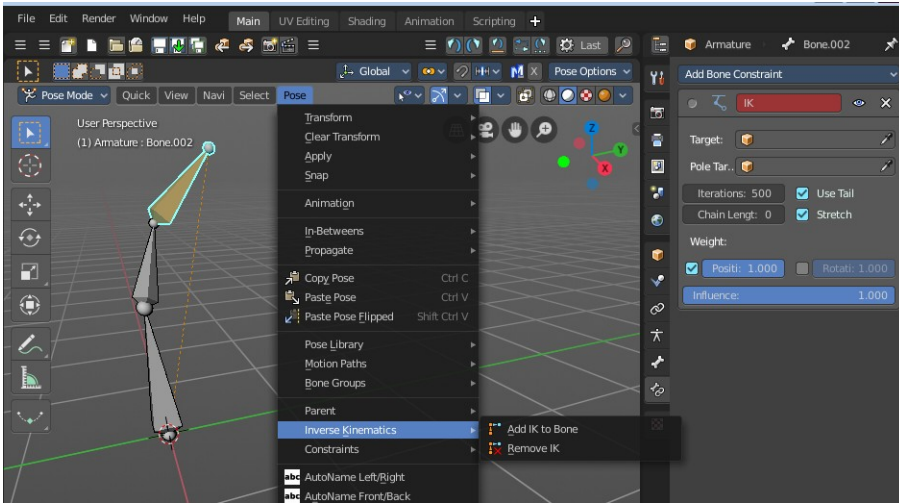 File Edit Render Window Help Main UV Editing Shading Animation Scripting +
Last
Armature Bone.002
Global X Pose Options
Add Bone Constraint
Pose Mode Quick View Navi Select Pose
IK
User Perspective
(1) Armature : Bone.002
Transform
Clear Transform
Apply
Snap
Animation
In-Betweens
Propagate
Copy Pose Ctrl C
Paste Pose Ctrl V
Paste Pose Flipped Shift Ctrl V
Pose Library
Motion Paths
Bone Groups
Parent
Inverse Kinematics
Constraints
abc AutoName Left/Right
abc AutoName Front/Back
Add IK to Bone
Remove IK
Z
Y
X
Target:
Pole Tar..
Iterations: 500 Use Tail
Chain Lengt: 0 Stretch
Weight:
Positi: 1.000 Rotati: 1.000
Influence: 1.000